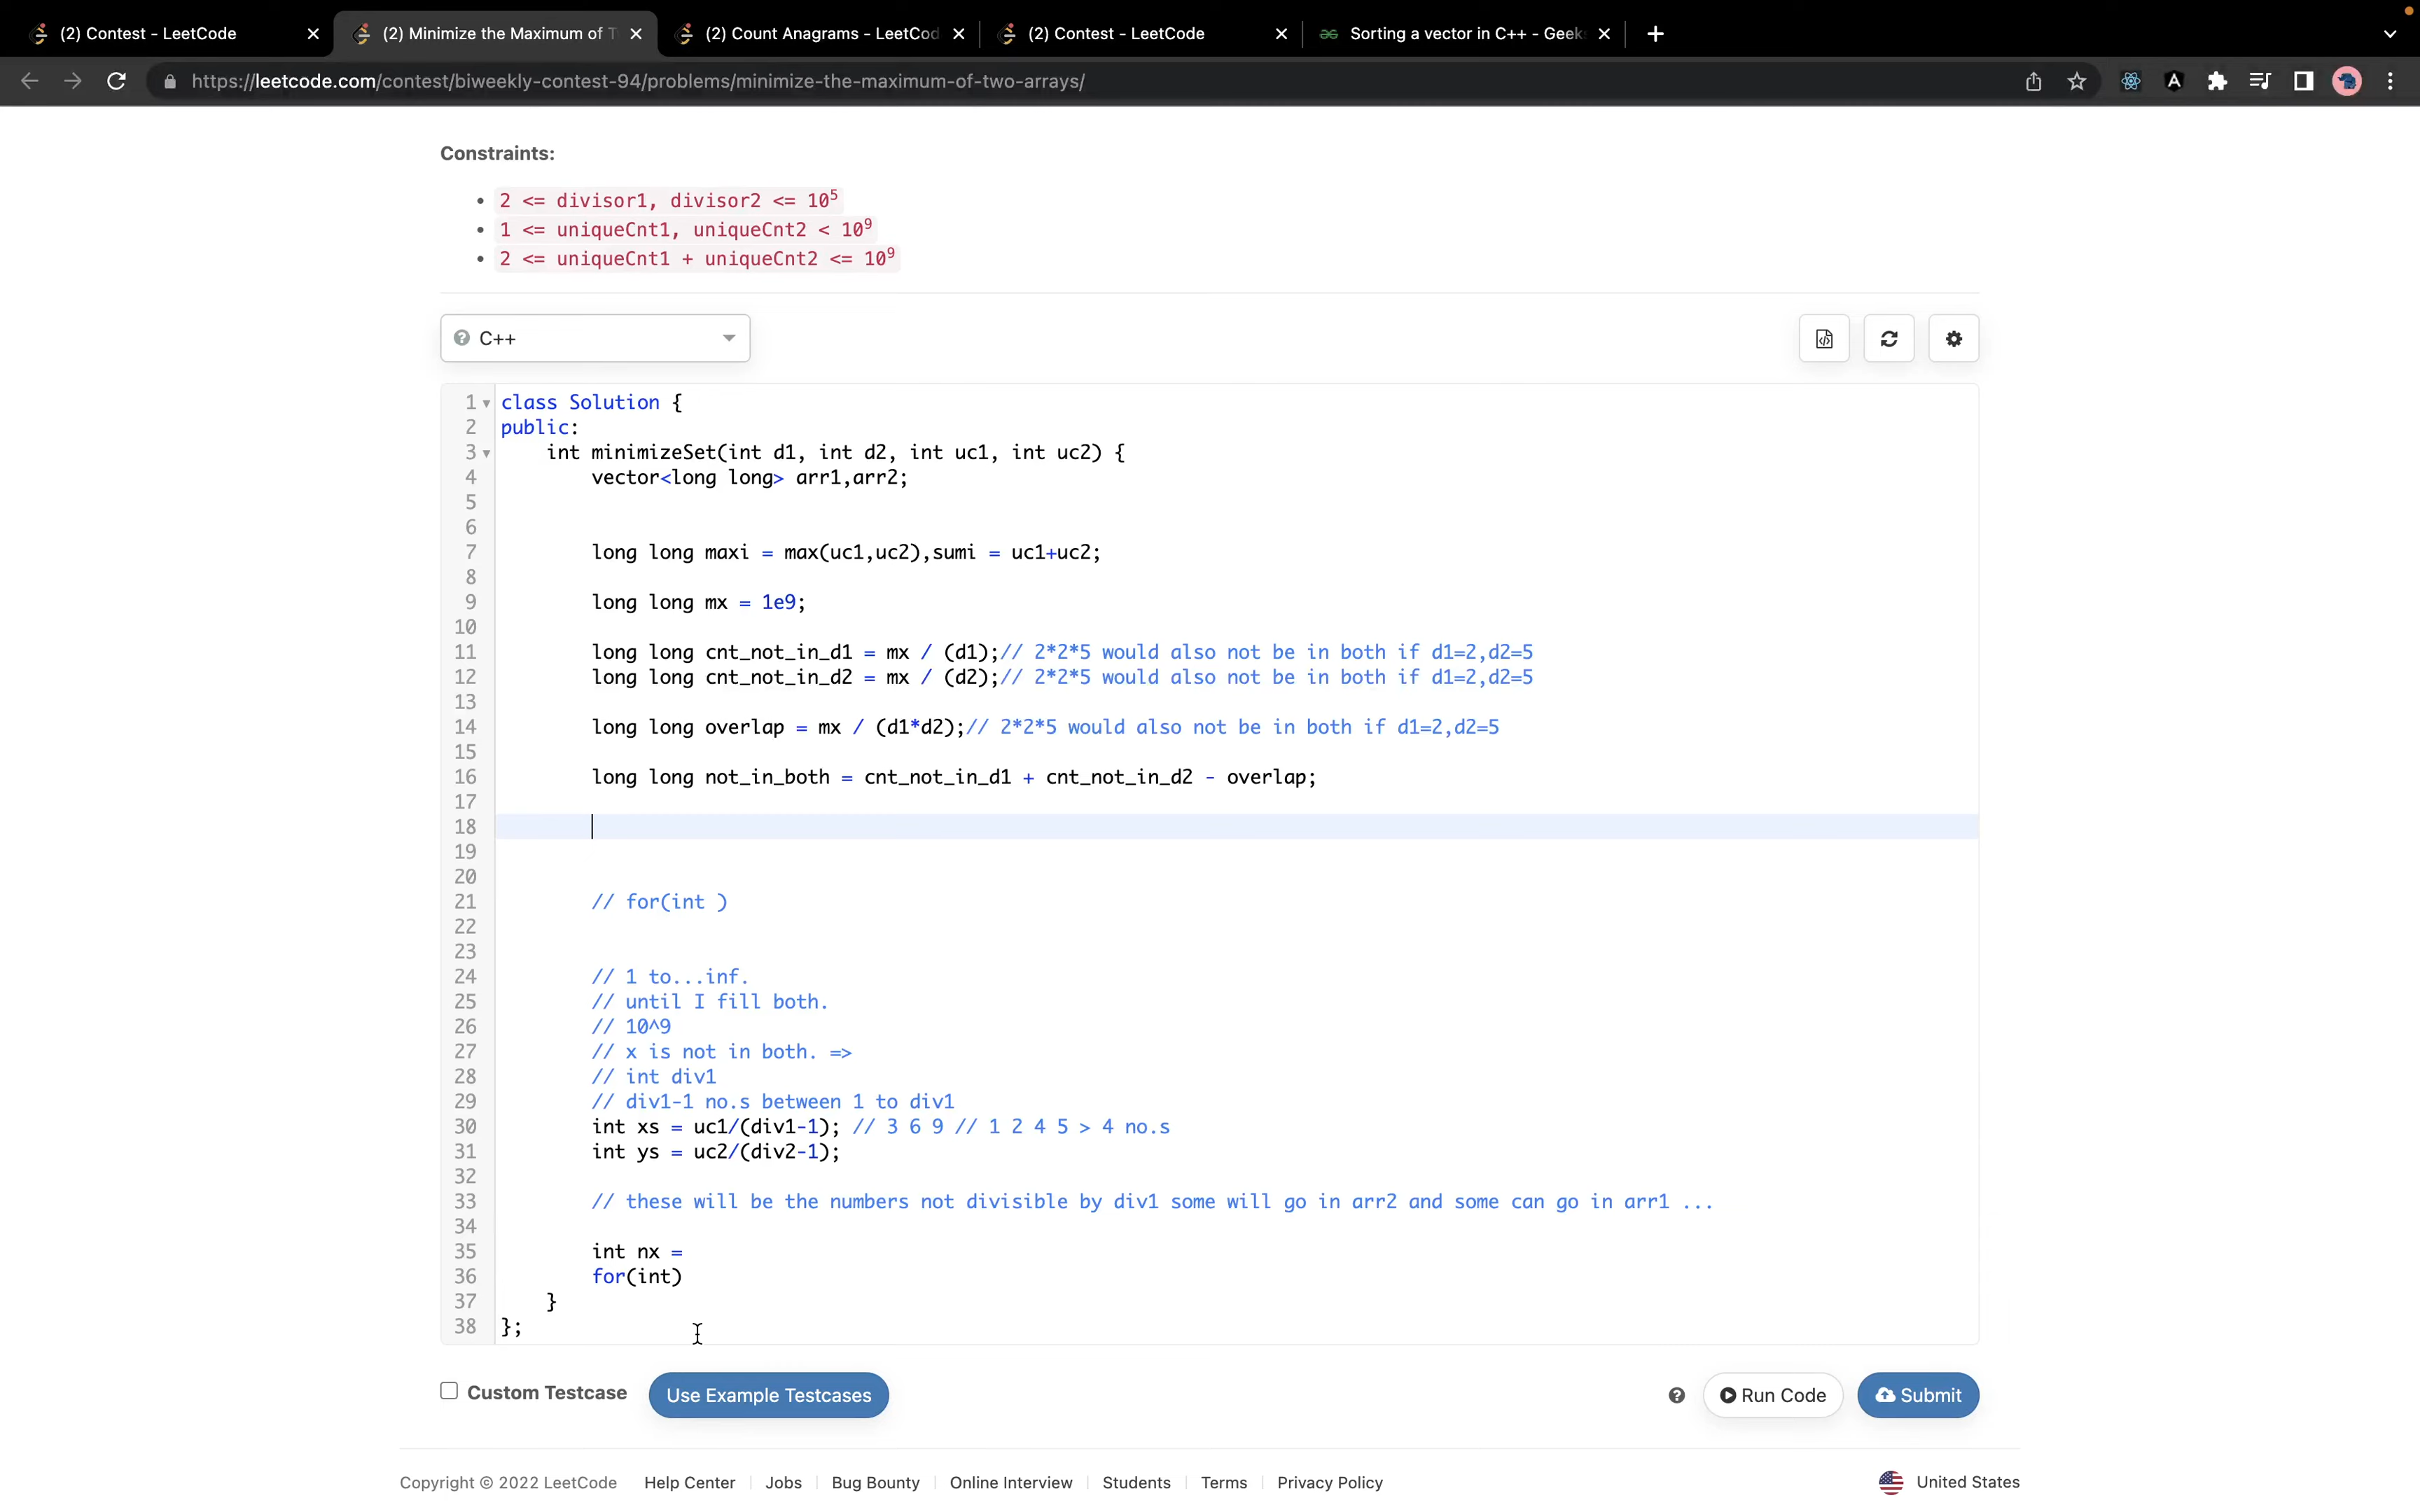 (2) Contest - LeetCode
(2) Minimize the Maximum of T
(2) Count Anagrams - LeetCod
(2) Contest - LeetCode
Sorting a vector in C++ - Geek
https://leetcode.com/contest/biweekly-contest-94/problems/minimize-the-maximum-of-two-arrays/
Constraints:
• 2 <= divisor1, divisor2 <= 10⁵
• 1 <= uniqueCnt1, uniqueCnt2 < 10⁹
• 2 <= uniqueCnt1 + uniqueCnt2 <= 10⁹
C++
1 class Solution {
2 public:
3 int minimizeSet(int d1, int d2, int uc1, int uc2) {
4 vector<long long> arr1,arr2;
5
6
7 long long maxi = max(uc1,uc2),sumi = uc1+uc2;
8
9 long long mx = 1e9;
10
11 long long cnt_not_in_d1 = mx / (d1);// 2*2*5 would also not be in both if d1=2,d2=5
12 long long cnt_not_in_d2 = mx / (d2);// 2*2*5 would also not be in both if d1=2,d2=5
13
14 long long overlap = mx / (d1*d2);// 2*2*5 would also not be in both if d1=2,d2=5
15
16 long long not_in_both = cnt_not_in_d1 + cnt_not_in_d2 - overlap;
17
18
19
20
21 // for(int )
22
23
24 // 1 to...inf.
25 // until I fill both.
26 // 10^9
27 // x is not in both. =>
28 // int div1
29 // div1-1 no.s between 1 to div1
30 int xs = uc1/(div1-1); // 3 6 9 // 1 2 4 5 > 4 no.s
31 int ys = uc2/(div2-1);
32
33 // these will be the numbers not divisible by div1 some will go in arr2 and some can go in arr1 ...
34
35 int nx =
36 for(int)
37 }
38 };
Custom Testcase
Use Example Testcases
Run Code
Submit
Copyright © 2022 LeetCode
Help Center
Jobs
Bug Bounty
Online Interview
Students
Terms
Privacy Policy
United States